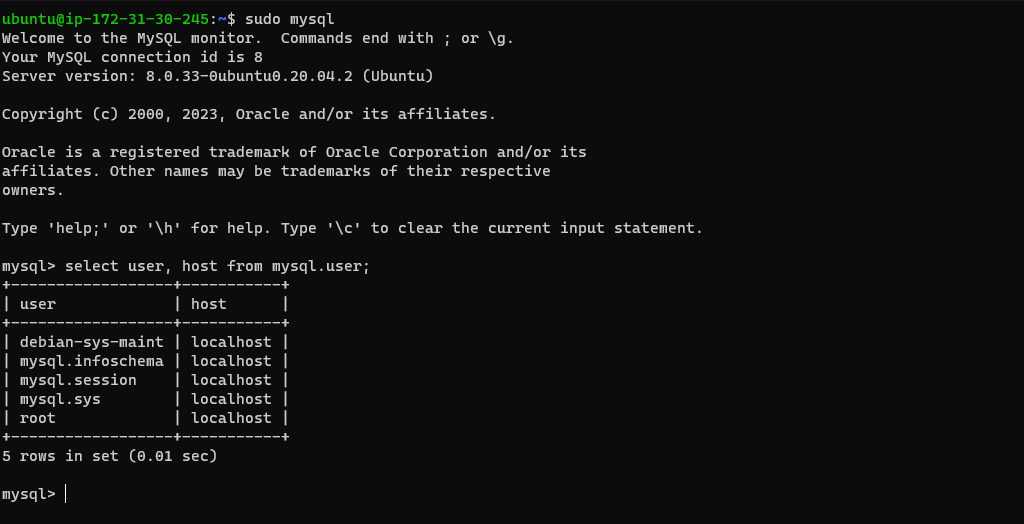 ubuntu@ip-172-31-30-245:~$ sudo mysql
Welcome to the MySQL monitor.  Commands end with ; or \g.
Your MySQL connection id is 8
Server version: 8.0.33-0ubuntu0.20.04.2 (Ubuntu)

Copyright (c) 2000, 2023, Oracle and/or its affiliates.

Oracle is a registered trademark of Oracle Corporation and/or its
affiliates. Other names may be trademarks of their respective
owners.

Type 'help;' or '\h' for help. Type '\c' to clear the current input statement.

mysql> select user, host from mysql.user;
+------------------+-----------+
| user             | host      |
+------------------+-----------+
| debian-sys-maint | localhost |
| mysql.infoschema | localhost |
| mysql.session    | localhost |
| mysql.sys        | localhost |
| root             | localhost |
+------------------+-----------+
5 rows in set (0.01 sec)

mysql>